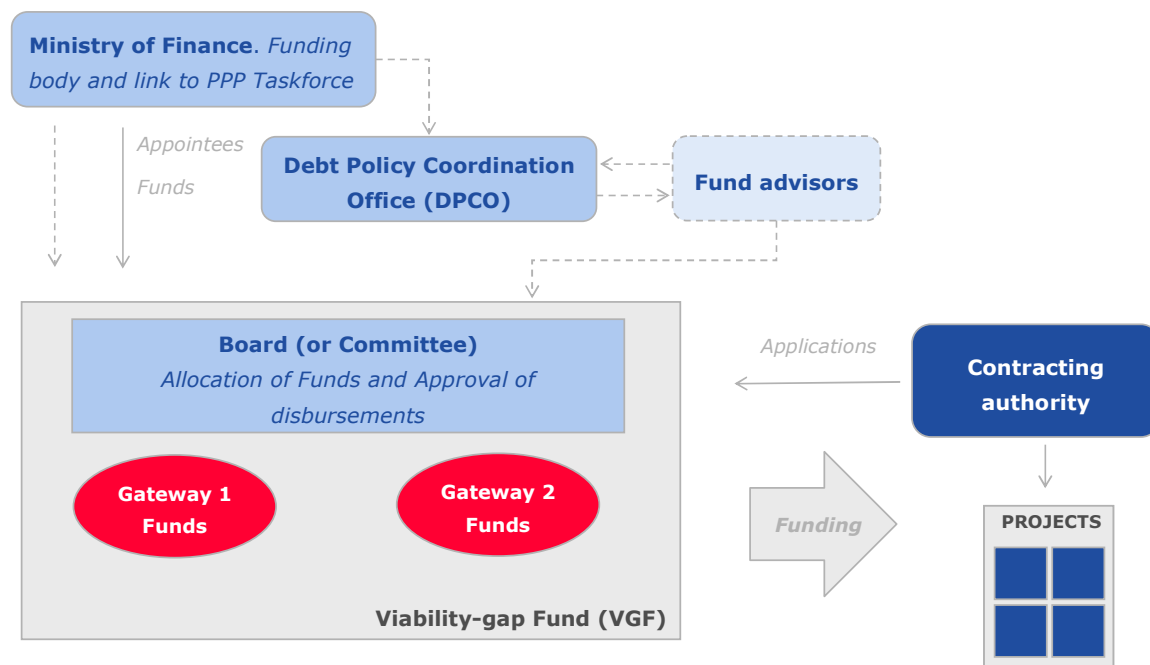 Ministry of Finance. Funding
body and link to PPP Taskforce
Appointees
Funds
Debt Policy Coordination
Office (DPCO)
Fund advisors
Board (or Committee)
Allocation of Funds and Approval of
disbursements
Applications
Contracting
authority
Gateway 1
Funds
Gateway 2
Funds
Funding
PROJECTS
Viability-gap Fund (VGF)